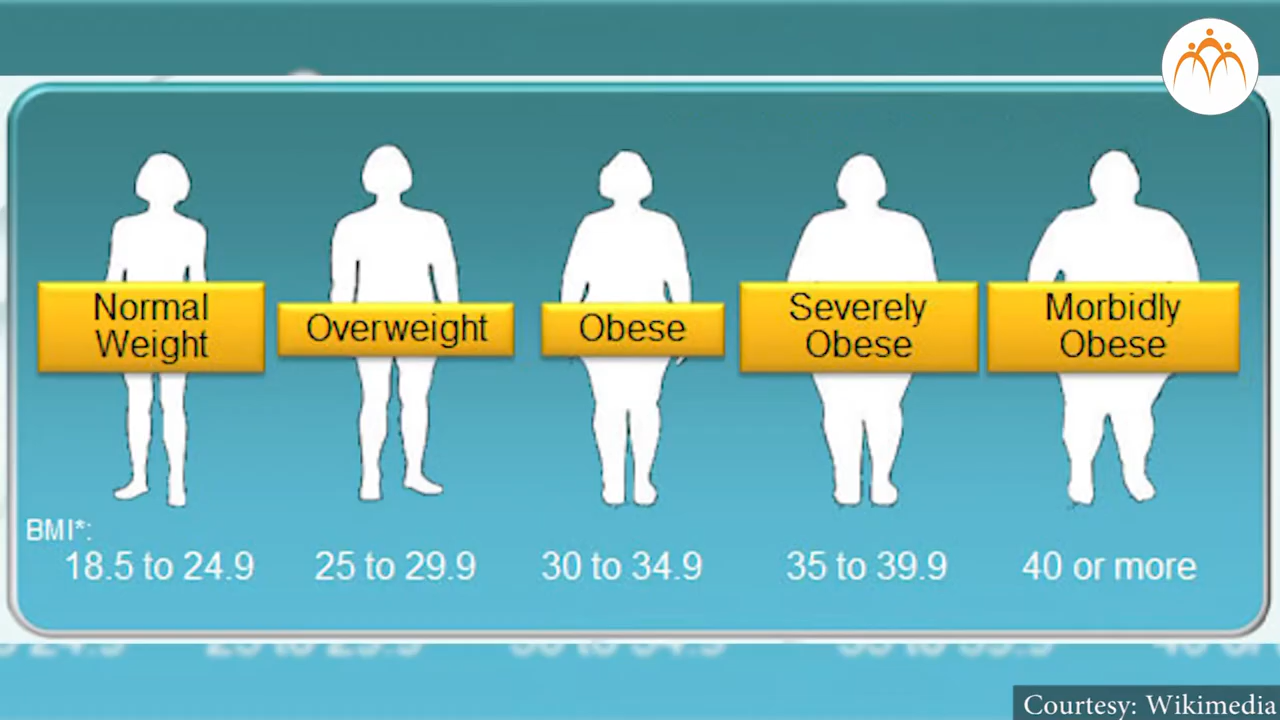 Normal
Weight
Overweight
Obese
Severely
Obese
Morbidly
Obese
BMI*:
18.5 to 24.9
25 to 29.9
30 to 34.9
35 to 39.9
40 or more
Courtesy: Wikimedia